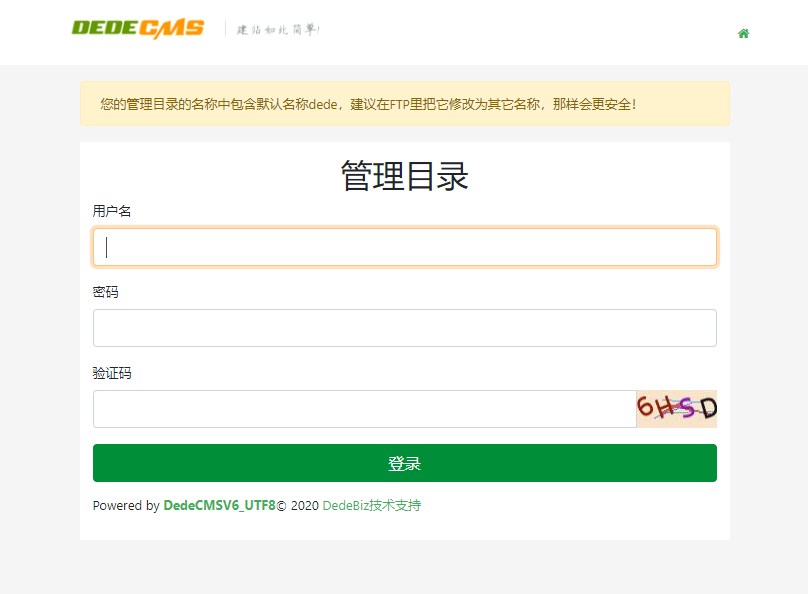 DEDECMS 建站如此简单!
您的管理目录的名称中包含默认名称dede，建议在FTP里把它修改为其它名称，那样会更安全！
管理目录
用户名
密码
验证码
6HSD
登录
Powered by DedeCMSV6_UTF8© 2020 DedeBiz技术支持